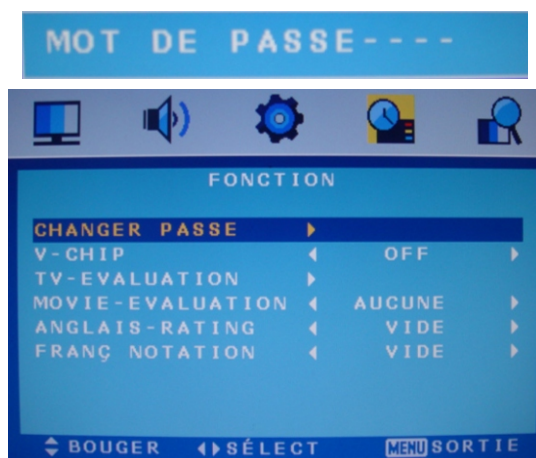 MOT DE PASSE----
FONCTION
CHANGER PASSE
V-CHIP OFF
TV-EVALUATION
MOVIE-EVALUATION AUCUNE
ANGLAIS-RATING VIDE
FRANÇ NOTATION VIDE
BOUGER SÉLECT MENU SORTIE